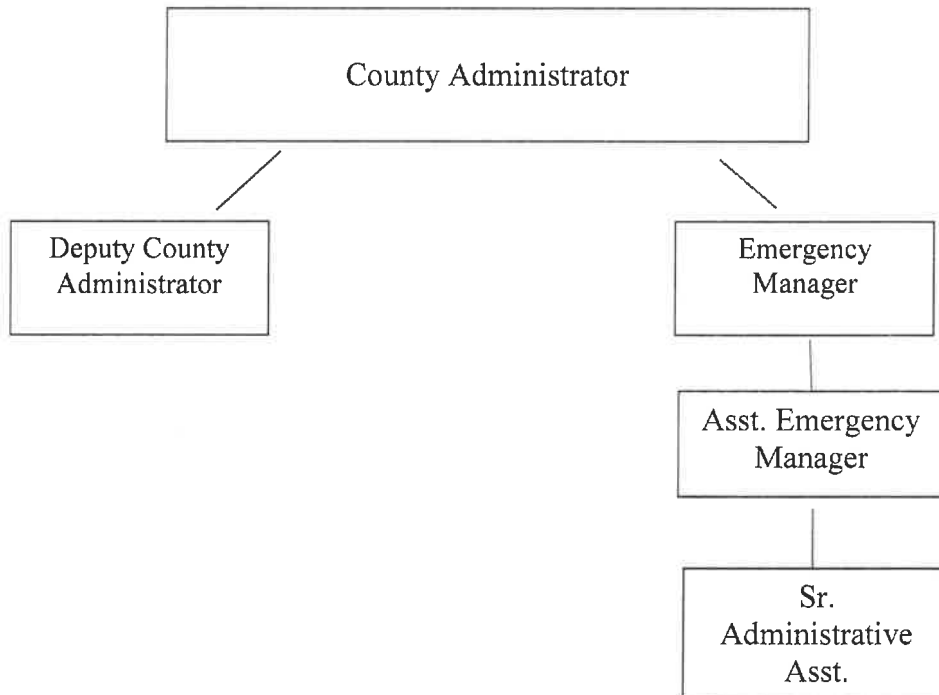 County Administrator
Deputy County
Administrator
Emergency
Manager
Asst. Emergency
Manager
Sr.
Administrative
Asst.